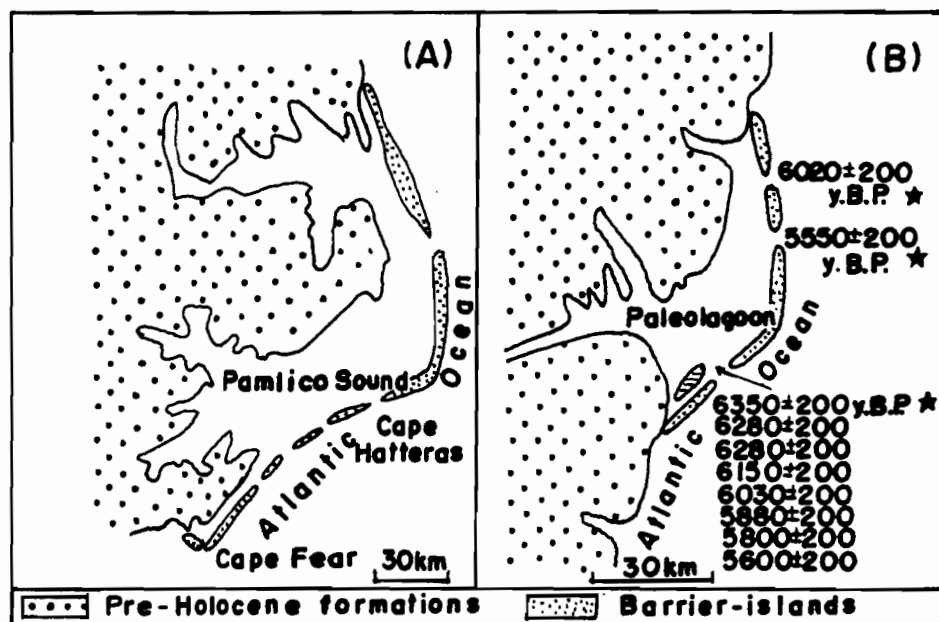 (A)
Pamlico Sound
Cape
Hatteras
Atlantic
Ocean
Cape Fear
30km
(B)
6020±200
y.B.P. ★
5550±200
y.B.P. ★
Paleolagoon
Ocean
Atlantic
6350±200 y.B.P. ★
6280±200
6280±200
6150±200
6030±200
5880±200
5800±200
5600±200
30km
Pre-Holocene formations
Barrier-islands